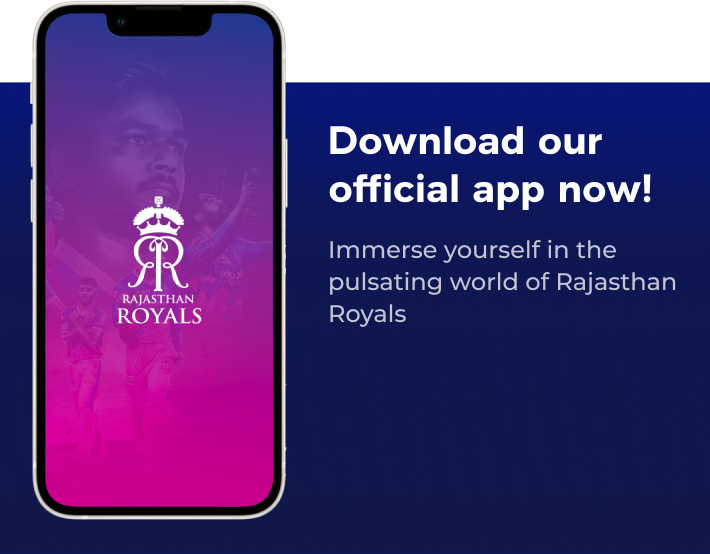 RAJASTHAN
ROYALS
Download our
official app now!
Immerse yourself in the
pulsating world of Rajasthan
Royals